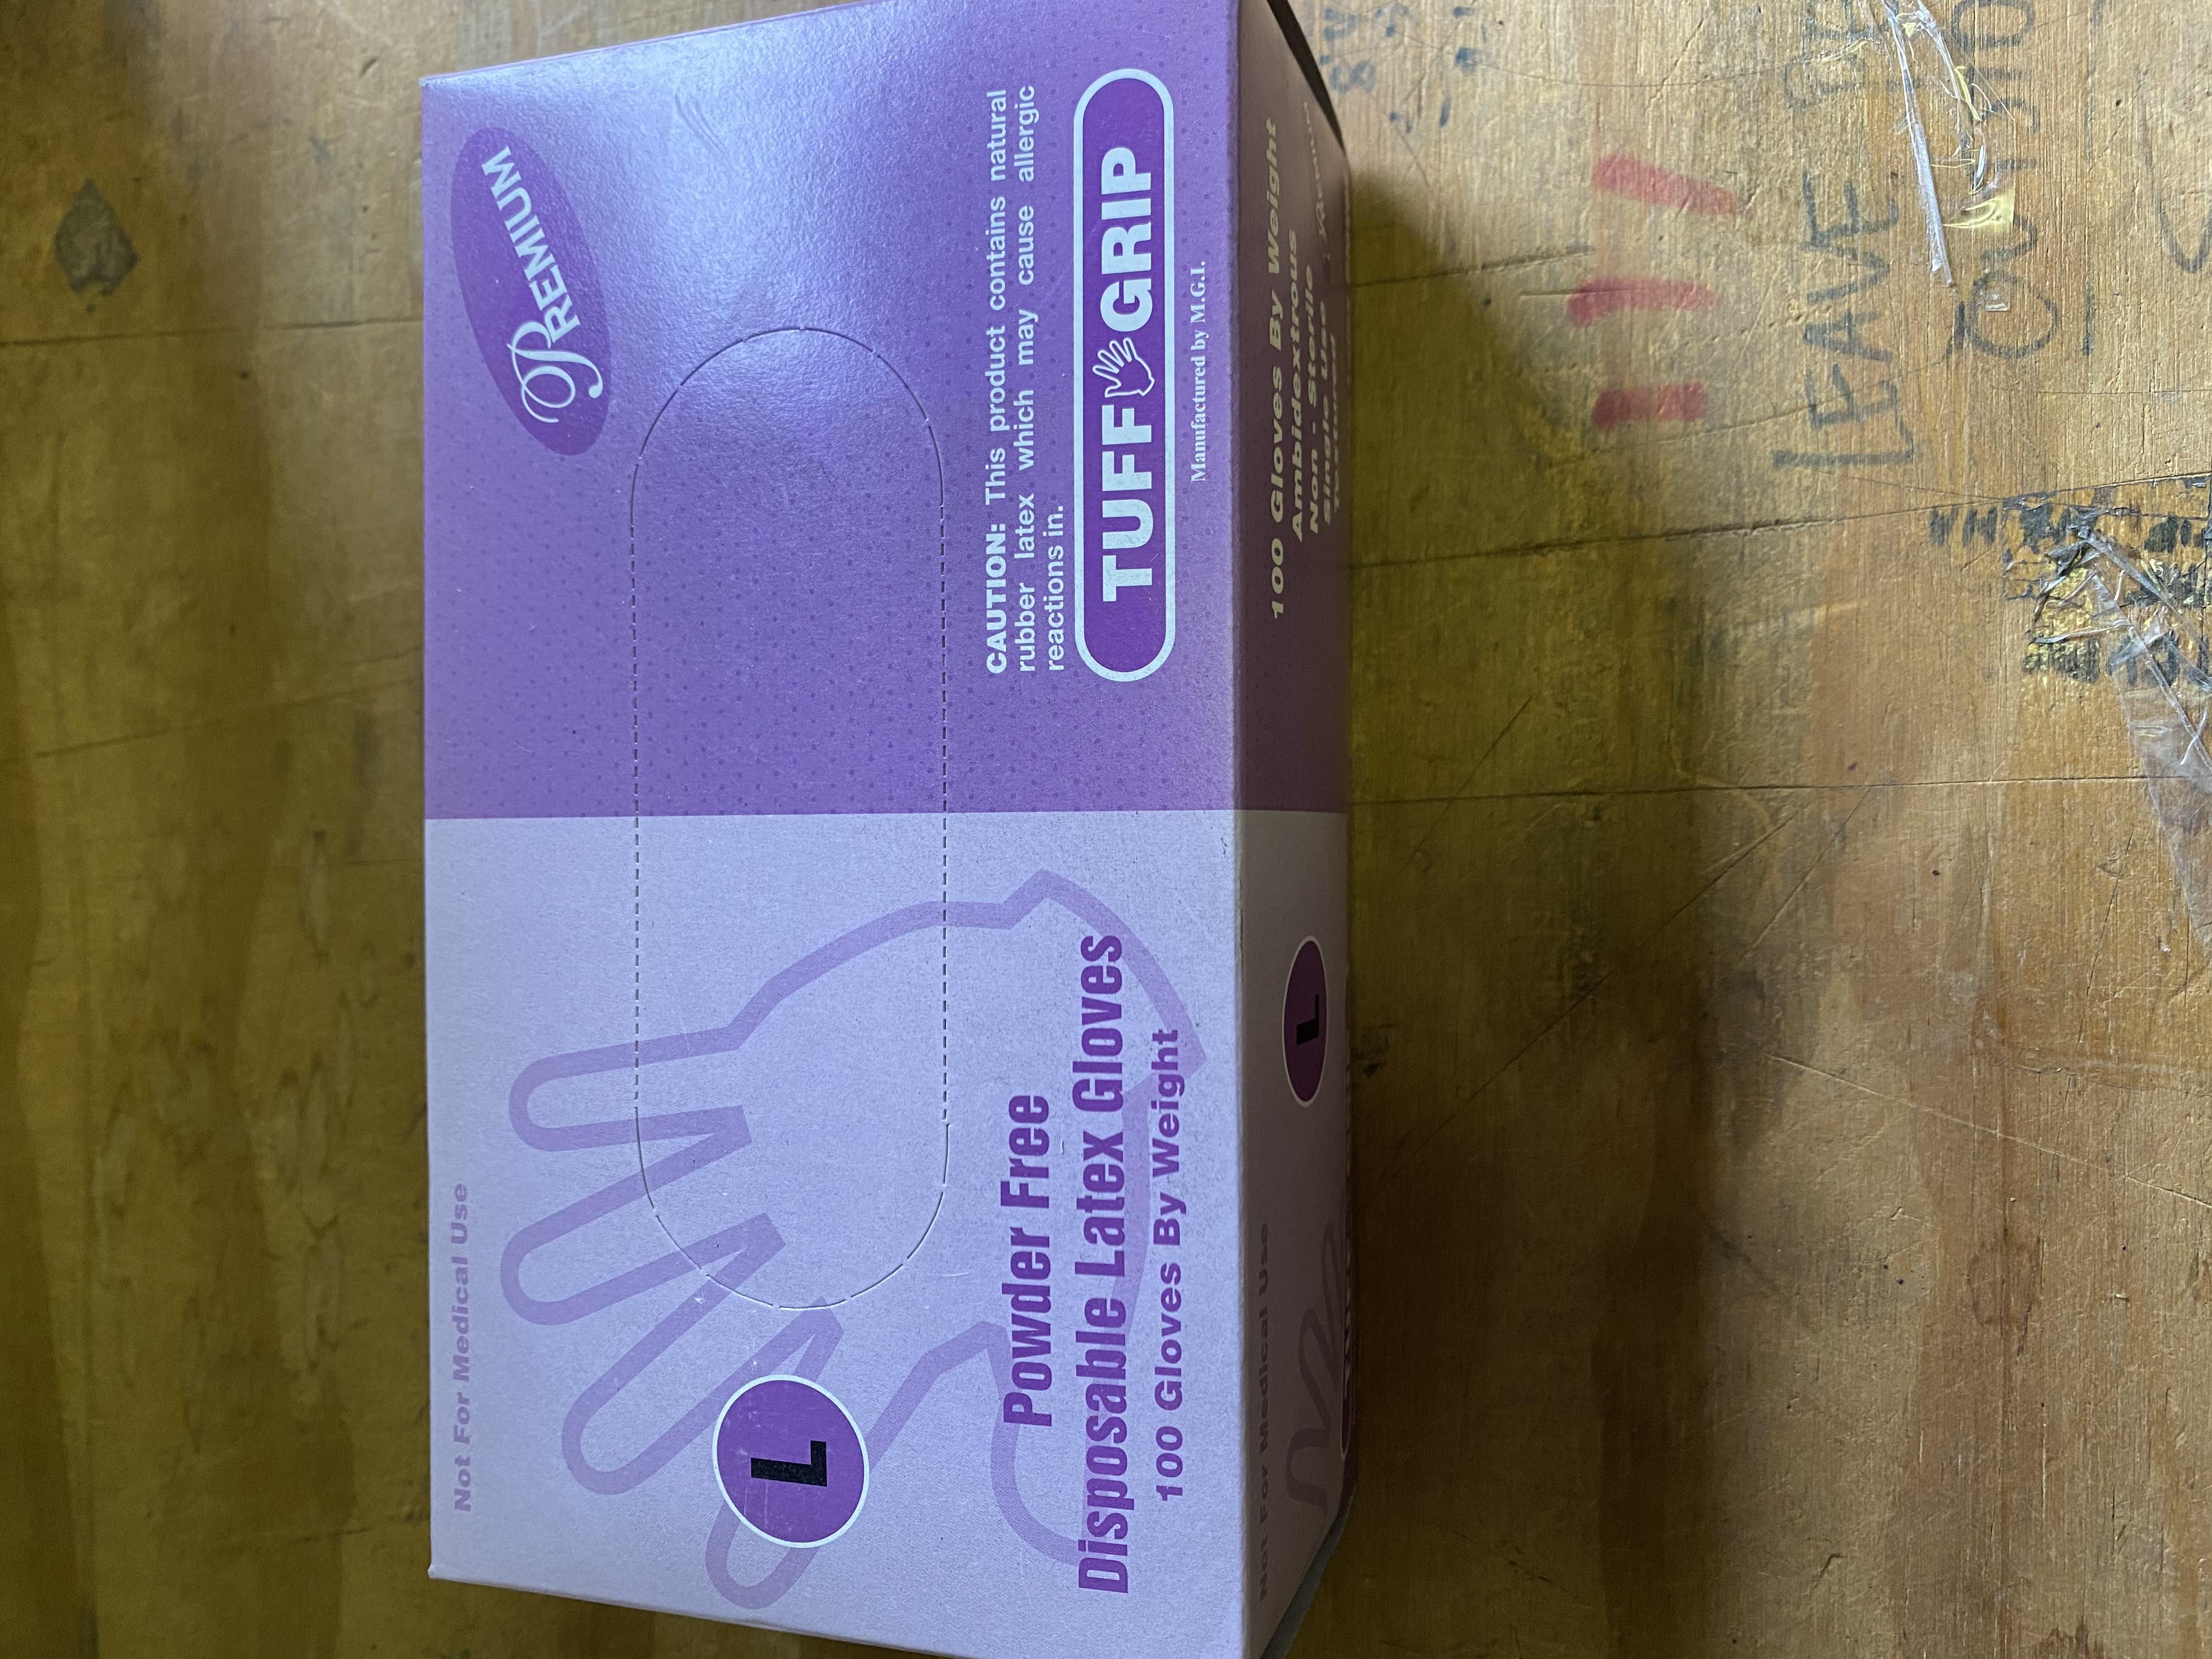 Not For Medical Use
PREMIUM
L
CAUTION: This product contains natural
rubber latex which may cause allergic
reactions in.
Powder Free
Disposable Latex Gloves
100 Gloves By Weight
TUFF GRIP
Manufactured by M.G.I.
Not For Medical Use
L
100 Gloves By Weight
Ambidextrous
Non - Sterile
Single Use
Textured
PREMIUM
LEAVE